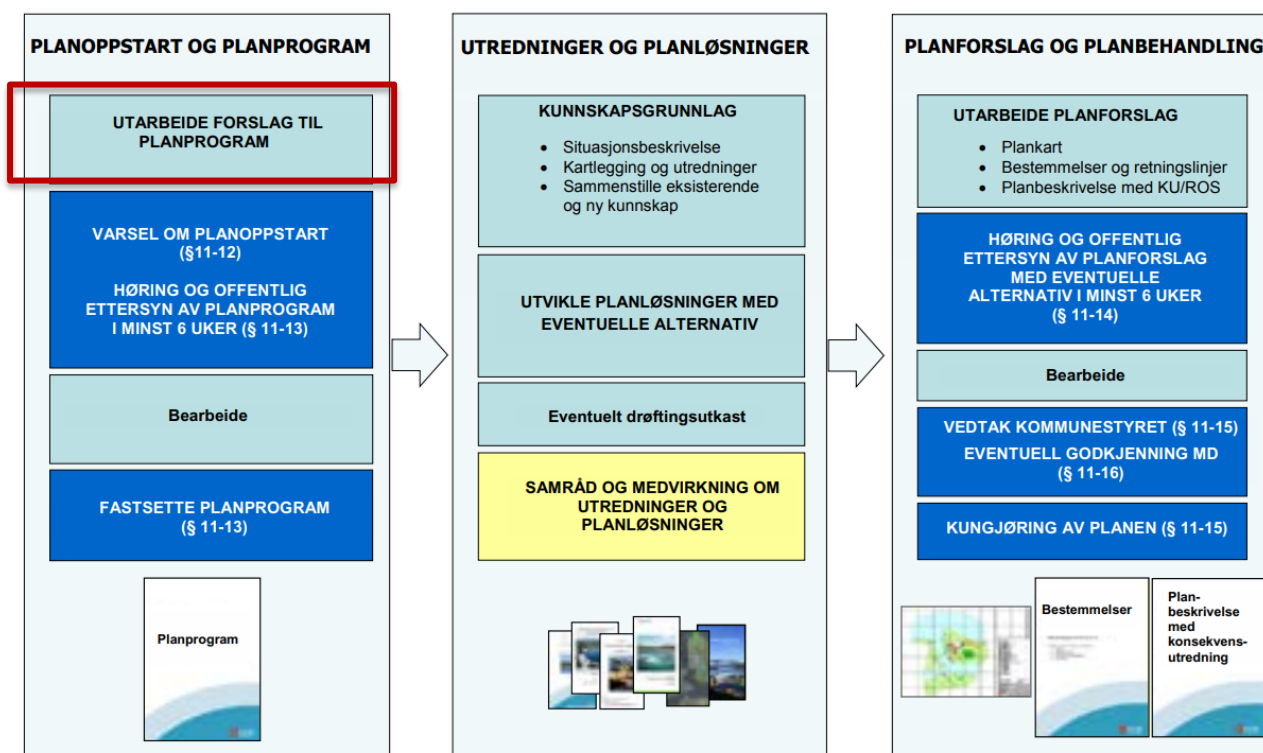 PLANOPPSTART OG PLANPROGRAM
UTARBEIDE FORSLAG TIL
PLANPROGRAM
VARSEL OM PLANOPPSTART
(§11-12)
HØRING OG OFFENTLIG
ETTERSYN AV PLANPROGRAM
I MINST 6 UKER (§ 11-13)
Bearbeide
FASTSETTE PLANPROGRAM
(§ 11-13)
Planprogram
UTREDNINGER OG PLANLØSNINGER
KUNNSKAPSGRUNNLAG
• Situasjonsbeskrivelse
• Kartlegging og utredninger
• Sammenstille eksisterende
og ny kunnskap
UTVIKLE PLANLØSNINGER MED
EVENTUELLE ALTERNATIV
Eventuelt drøftingsutkast
SAMRÅD OG MEDVIRKNING OM
UTREDNINGER OG
PLANLØSNINGER
PLANFORSLAG OG PLANBEHANDLING
UTARBEIDE PLANFORSLAG
• Plankart
• Bestemmelser og retningslinjer
• Planbeskrivelse med KU/ROS
HØRING OG OFFENTLIG
ETTERSYN AV PLANFORSLAG
MED EVENTUELLE
ALTERNATIV I MINST 6 UKER
(§ 11-14)
Bearbeide
VEDTAK KOMMUNESTYRET (§ 11-15)
EVENTUELL GODKJENNING MD
(§ 11-16)
KUNGJØRING AV PLANEN (§ 11-15)
Bestemmelser
Plan-
beskrivelse
med
konsekvens-
utredning